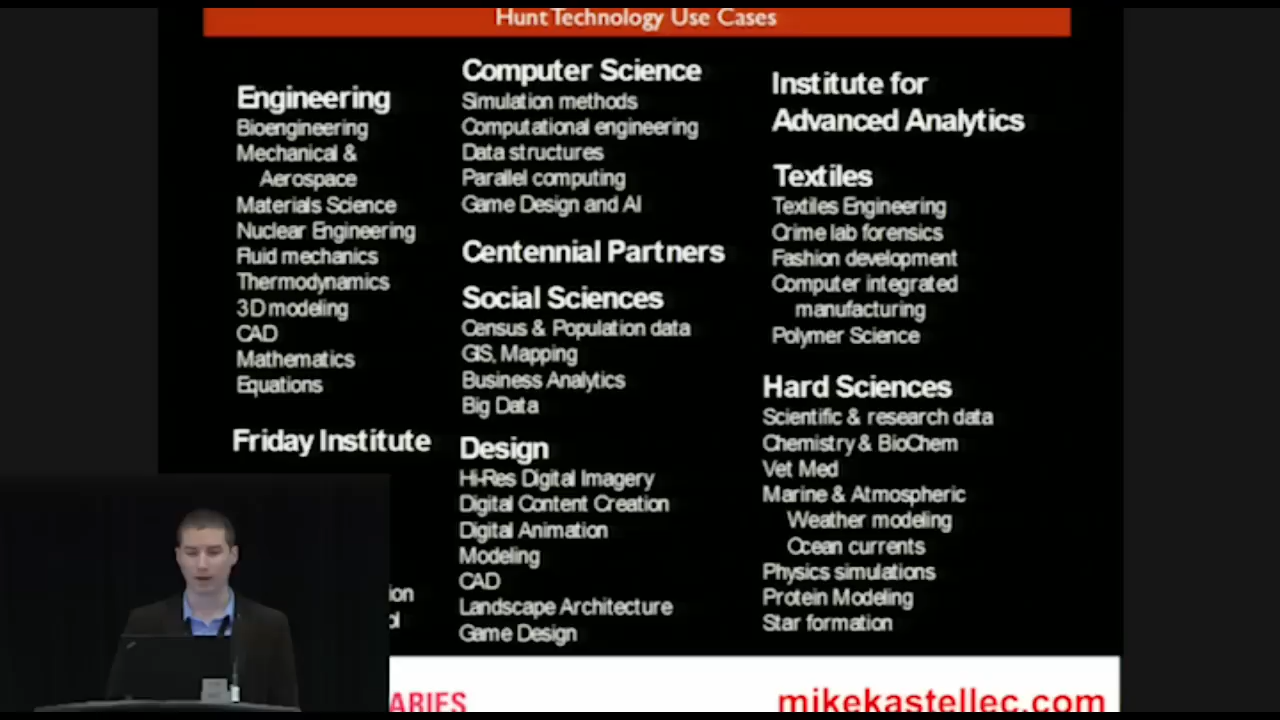 Hunt Technology Use Cases
Engineering
Bioengineering
Mechanical &
Aerospace
Materials Science
Nuclear Engineering
Fluid mechanics
Thermodynamics
3D modeling
CAD
Mathematics
Equations
Friday Institute
ion
ol
Computer Science
Simulation methods
Computational engineering
Data structures
Parallel computing
Game Design and AI
Centennial Partners
Social Sciences
Census & Population data
GIS, Mapping
Business Analytics
Big Data
Design
Hi-Res Digital Imagery
Digital Content Creation
Digital Animation
Modeling
CAD
Landscape Architecture
Game Design
Institute for
Advanced Analytics
Textiles
Textiles Engineering
Crime lab forensics
Fashion development
Computer integrated
manufacturing
Polymer Science
Hard Sciences
Scientific & research data
Chemistry & BioChem
Vet Med
Marine & Atmospheric
Weather modeling
Ocean currents
Physics simulations
Protein Modeling
Star formation
ARIES
mikekastellec.com